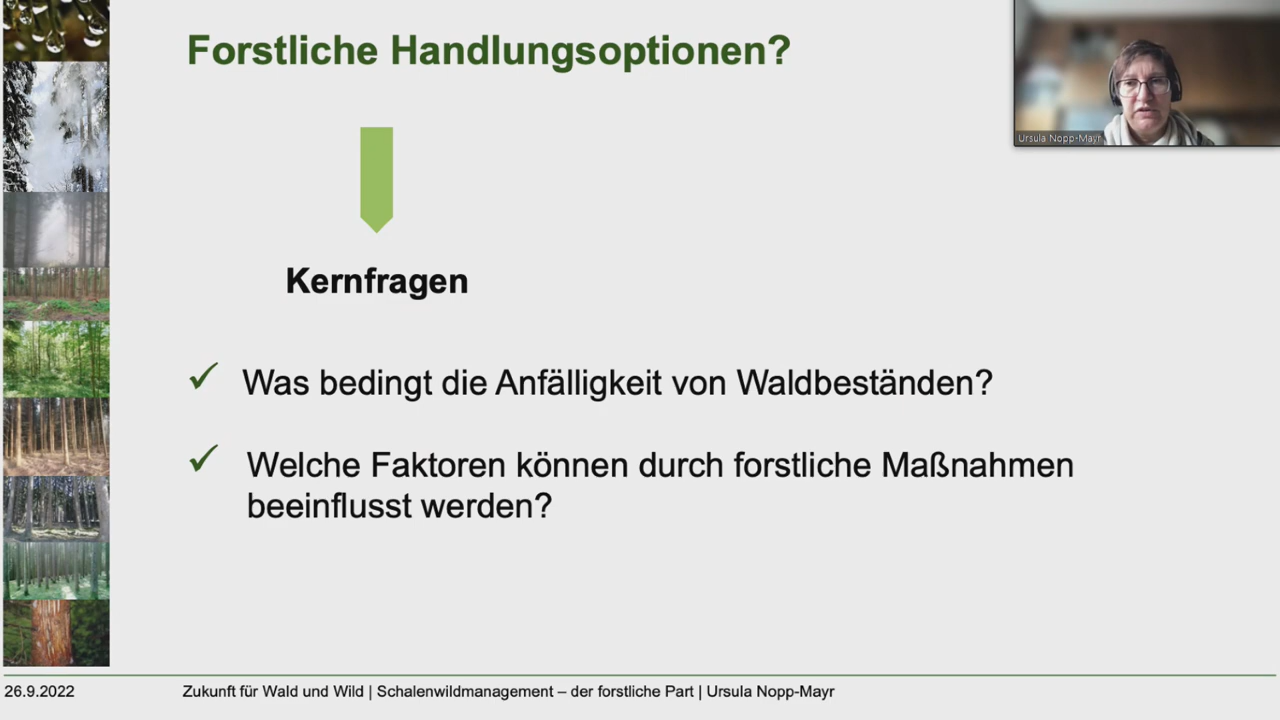 Forstliche Handlungsoptionen?
Ursula Nopp-Mayr
Kernfragen
Was bedingt die Anfälligkeit von Waldbeständen?
Welche Faktoren können durch forstliche Maßnahmen
beeinflusst werden?
26.9.2022 Zukunft für Wald und Wild | Schalenwildmanagement – der forstliche Part | Ursula Nopp-Mayr